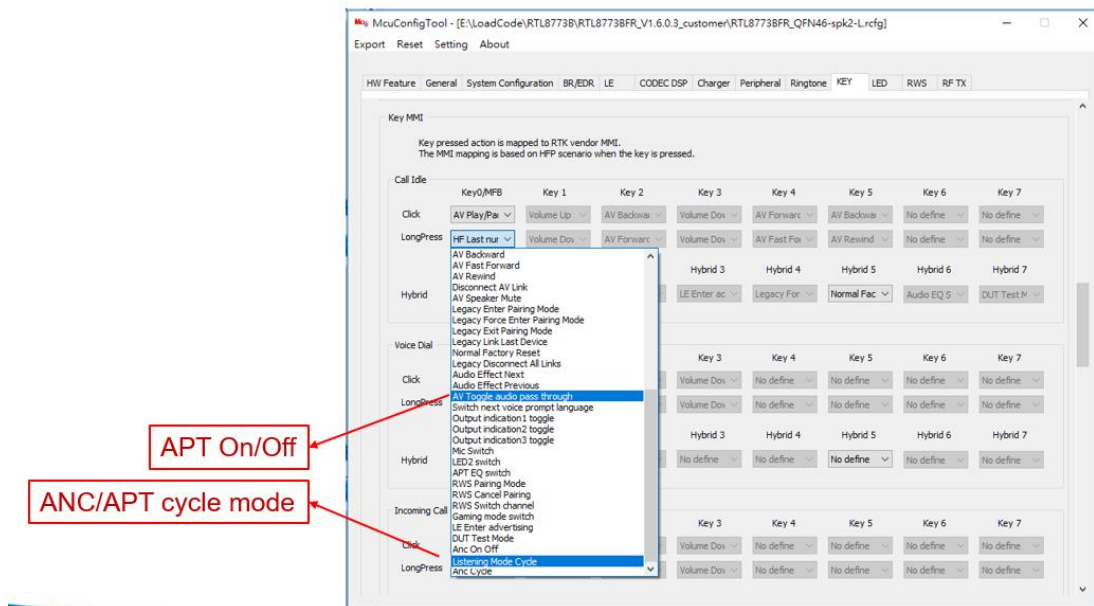 McuConfigTool - [E:\LoadCode\RTL8773B\RTL8773BFR_V1.6.0.3_customer\RTL8773BFR_QFN46-spk2-L.rcfg]
Export Reset Setting About
HW Feature General System Configuration BR/EDR LE CODEC DSP Charger Peripheral Ringtone KEY LED RWS RF TX
Key MMI
Key pressed action is mapped to RTK vendor MMI.
The MMI mapping is based on HFP scenario when the key is pressed.
Call Idle
Key0/MFB Key 1 Key 2 Key 3 Key 4 Key 5 Key 6 Key 7
Click AV Play/Pau Volume Up AV Backwar Volume Dov AV Forwarc AV Backwar No define No define
LongPress HF Last nur Volume Dov AV Forwarc Volume Dov AV Fast For AV Rewind No define No define
AV Backward
AV Fast Forward
AV Rewind
Disconnect AV Link
AV Speaker Mute
Legacy Enter Pairing Mode
Legacy Force Enter Pairing Mode
Legacy Exit Pairing Mode
Legacy Link Last Device
Normal Factory Reset
Legacy Disconnect All Links
Audio Effect Next
Audio Effect Previous
AV Toggle audio pass through
Switch next voice prompt language
Output indication1 toggle
Output indication2 toggle
Output indication3 toggle
Mic Switch
LED2 switch
APT EQ switch
RWS Pairing Mode
RWS Cancel Pairing
RWS Switch channel
Gaming mode switch
LE Enter advertising
DUT Test Mode
Anc On Off
Listening Mode Cycle
Anc Cycle
Hybrid 3 Hybrid 4 Hybrid 5 Hybrid 6 Hybrid 7
Hybrid LE Enter ac Legacy For Normal Fac Audio EQ S DUT Test M
Voice Dial
Key 3 Key 4 Key 5 Key 6 Key 7
Click Volume Dov No define No define No define No define
LongPress Volume Dov No define No define No define No define
Hybrid 3 Hybrid 4 Hybrid 5 Hybrid 6 Hybrid 7
Hybrid No define No define No define No define No define
Incoming Call
Key 3 Key 4 Key 5 Key 6 Key 7
Click Volume Dov No define No define No define No define
LongPress Volume Dov No define No define No define No define
APT On/Off
ANC/APT cycle mode